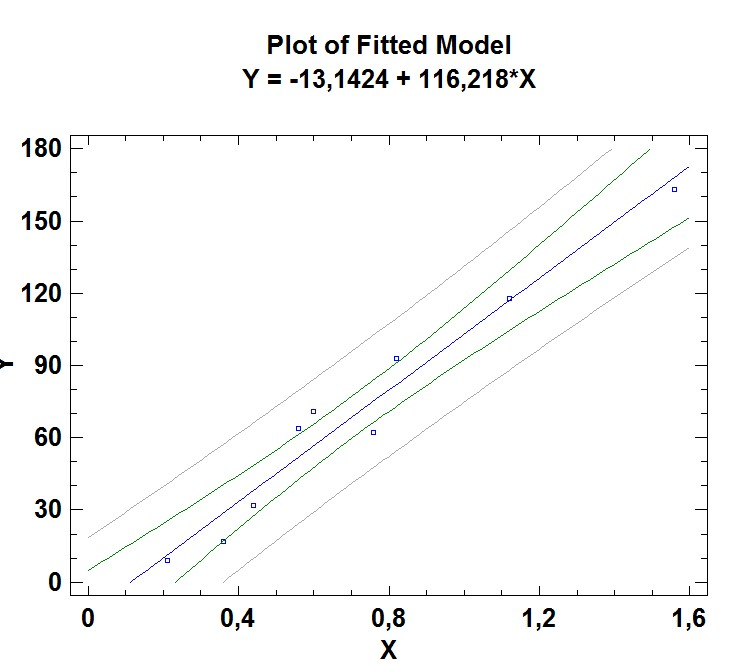 Plot of Fitted Model
Y = -13,1424 + 116,218*X
180
150
120
90
60
30
0
Y
0 0,4 0,8 1,2 1,6
X